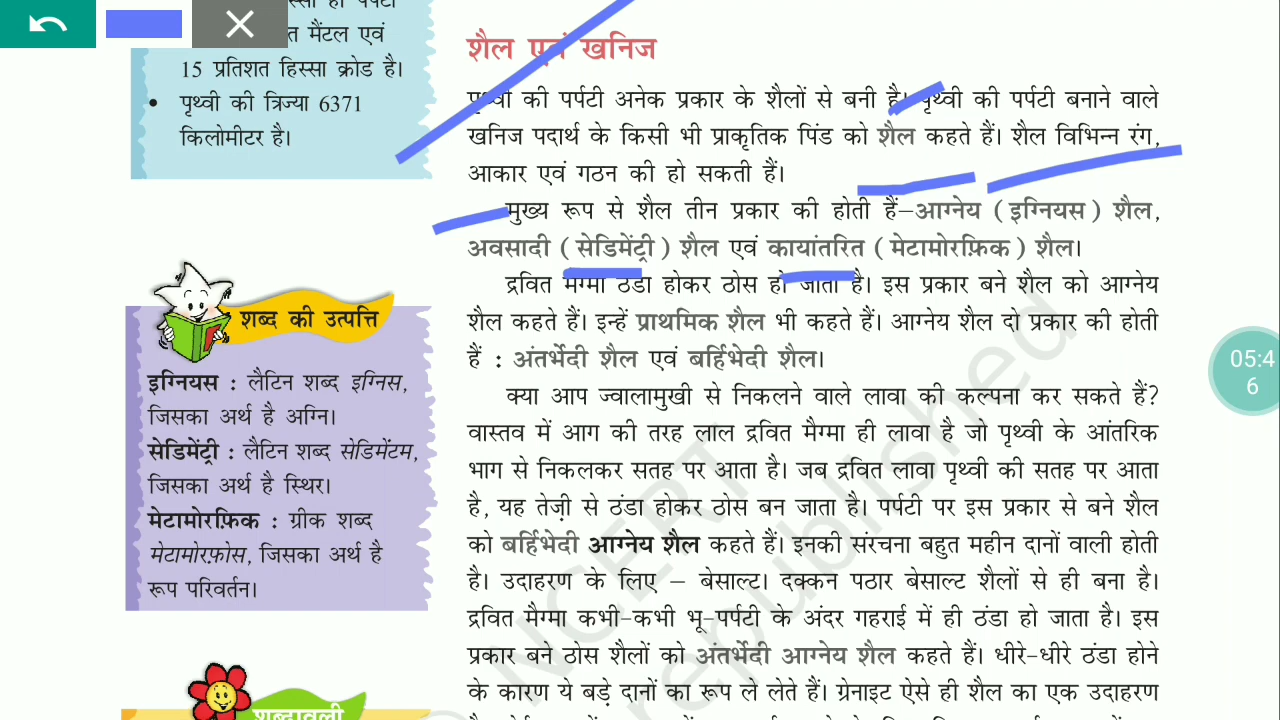 मैंटल एवं
15 प्रतिशत हिस्सा क्रोड है।
• पृथ्वी की त्रिज्या 6371
किलोमीटर है।
शैल एवं खनिज
पृथ्वी की पर्पटी अनेक प्रकार के शैलों से बनी है। पृथ्वी की पर्पटी बनाने वाले
खनिज पदार्थ के किसी भी प्राकृतिक पिंड को शैल कहते हैं। शैल विभिन्न रंग,
आकार एवं गठन की हो सकती हैं।
मुख्य रूप से शैल तीन प्रकार की होती हैं–आग्नेय (इग्नियस) शैल,
अवसादी (सेडिमेंट्री) शैल एवं कायांतरित (मेटामोरफ़िक) शैल।
द्रवित मैग्मा ठंडा होकर ठोस हो जाता है। इस प्रकार बने शैल को आग्नेय
शैल कहते हैं। इन्हें प्राथमिक शैल भी कहते हैं। आग्नेय शैल दो प्रकार की होती
हैं : अंतर्भेदी शैल एवं बर्हिभेदी शैल।
क्या आप ज्वालामुखी से निकलने वाले लावा की कल्पना कर सकते हैं?
वास्तव में आग की तरह लाल द्रवित मैग्मा ही लावा है जो पृथ्वी के आंतरिक
भाग से निकलकर सतह पर आता है। जब द्रवित लावा पृथ्वी की सतह पर आता
है, यह तेज़ी से ठंडा होकर ठोस बन जाता है। पर्पटी पर इस प्रकार से बने शैल
को बर्हिभेदी आग्नेय शैल कहते हैं। इनकी संरचना बहुत महीन दानों वाली होती
है। उदाहरण के लिए – बेसाल्ट। दक्कन पठार बेसाल्ट शैलों से ही बना है।
द्रवित मैग्मा कभी-कभी भू-पर्पटी के अंदर गहराई में ही ठंडा हो जाता है। इस
प्रकार बने ठोस शैलों को अंतर्भेदी आग्नेय शैल कहते हैं। धीरे-धीरे ठंडा होने
के कारण ये बड़े दानों का रूप ले लेते हैं। ग्रेनाइट ऐसे ही शैल का एक उदाहरण
शब्द की उत्पत्ति
इग्नियस : लैटिन शब्द इग्निस,
जिसका अर्थ है अग्नि।
सेडिमेंट्री : लैटिन शब्द सेडिमेंटम,
जिसका अर्थ है स्थिर।
मेटामोरफ़िक : ग्रीक शब्द
मेटामोरफ़ोस, जिसका अर्थ है
रूप परिवर्तन।
शब्दावली
05:4
6
NCERT
republished